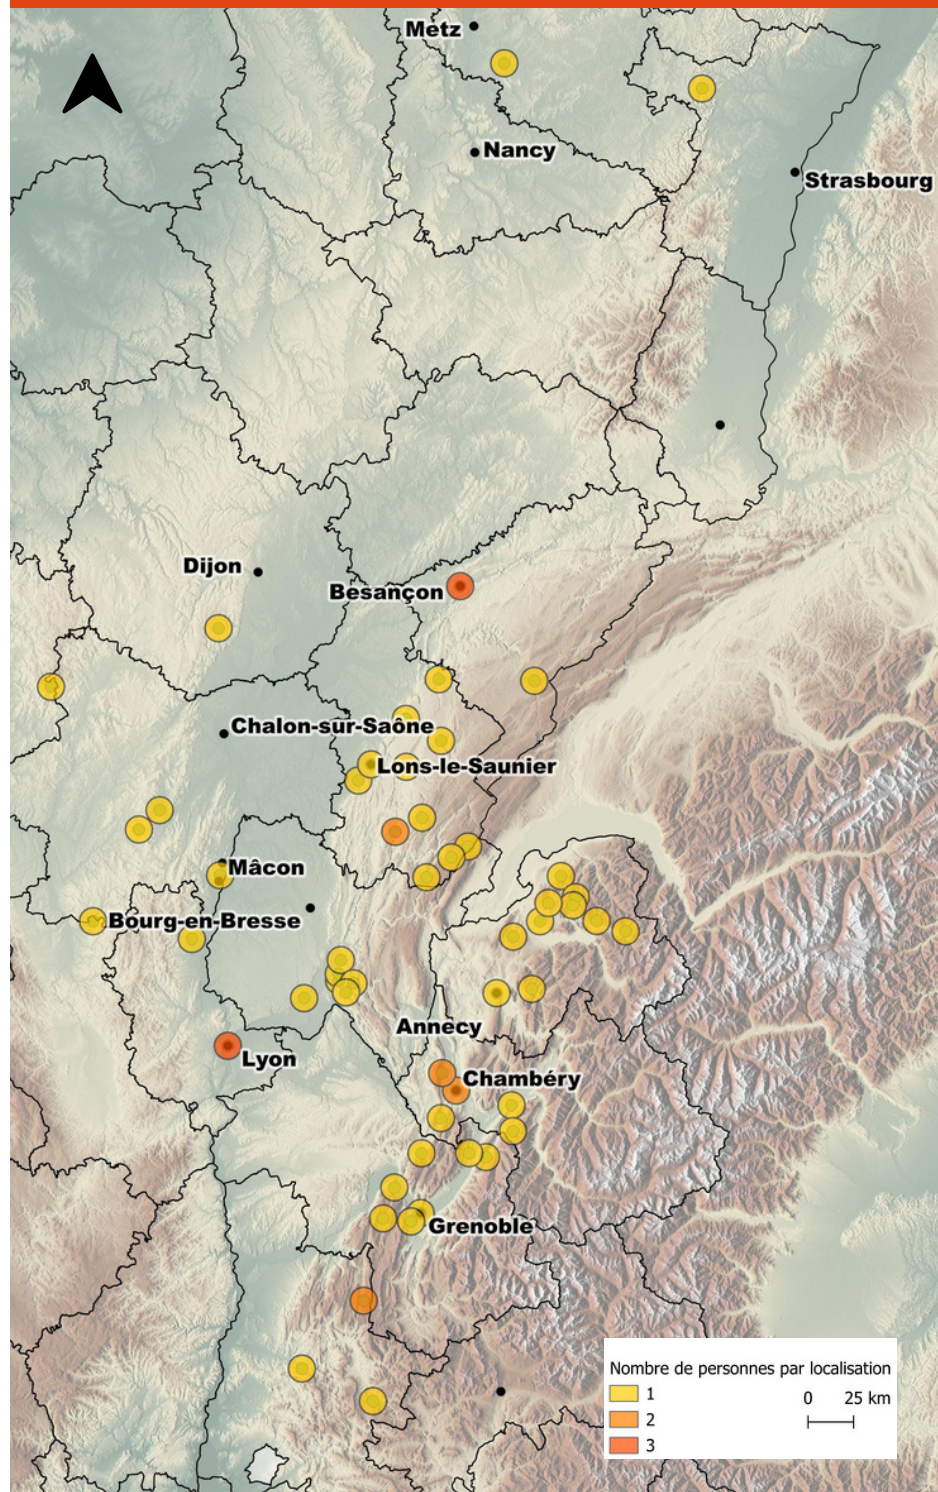 Metz
Nancy
Strasbourg
Dijon
Besançon
Chalon-sur-Saône
Lons-le-Saunier
Mâcon
Bourg-en-Bresse
Annecy
Lyon
Chambéry
Grenoble
Nombre de personnes par localisation
1
0 25 km
2
3